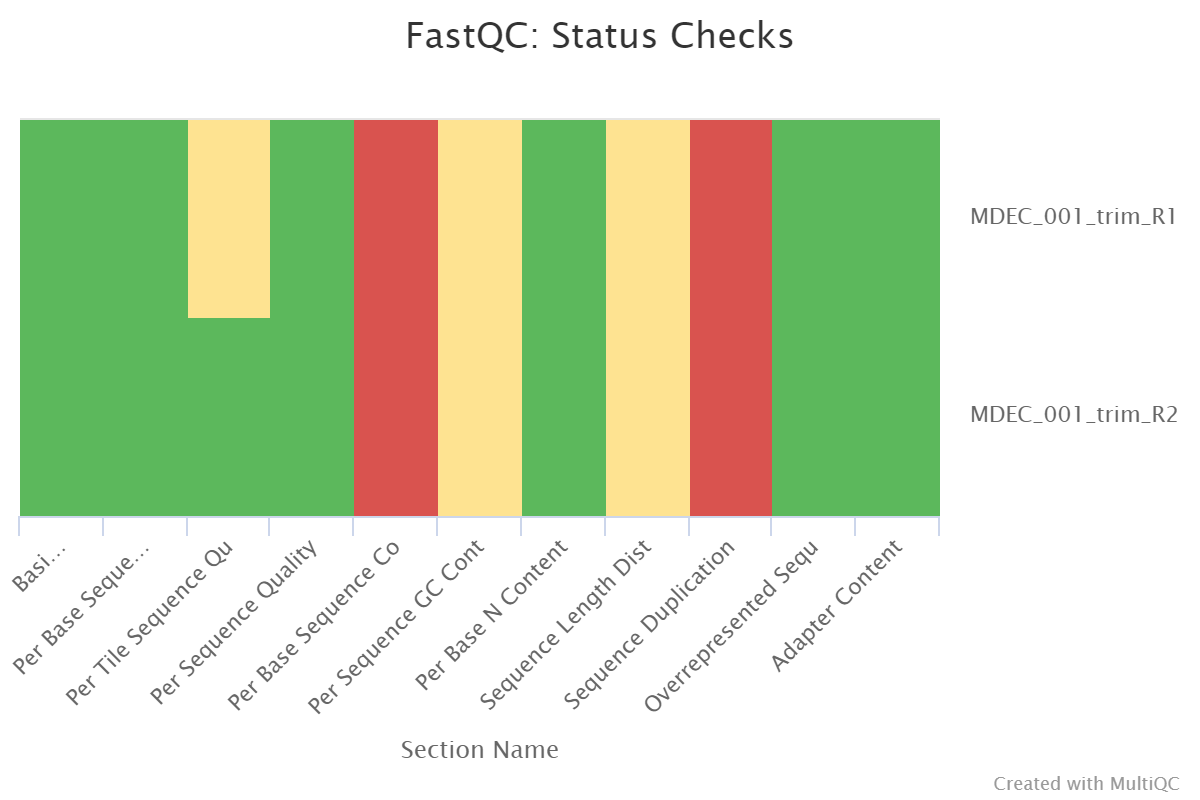 FastQC: Status Checks
MDEC_001_trim_R1
MDEC_001_trim_R2
Basi...
Per Base Seque...
Per Tile Sequence Qu
Per Sequence Quality
Per Base Sequence Co
Per Sequence GC Cont
Per Base N Content
Sequence Length Dist
Sequence Duplication
Overrepresented Sequ
Adapter Content
Section Name
Created with MultiQC